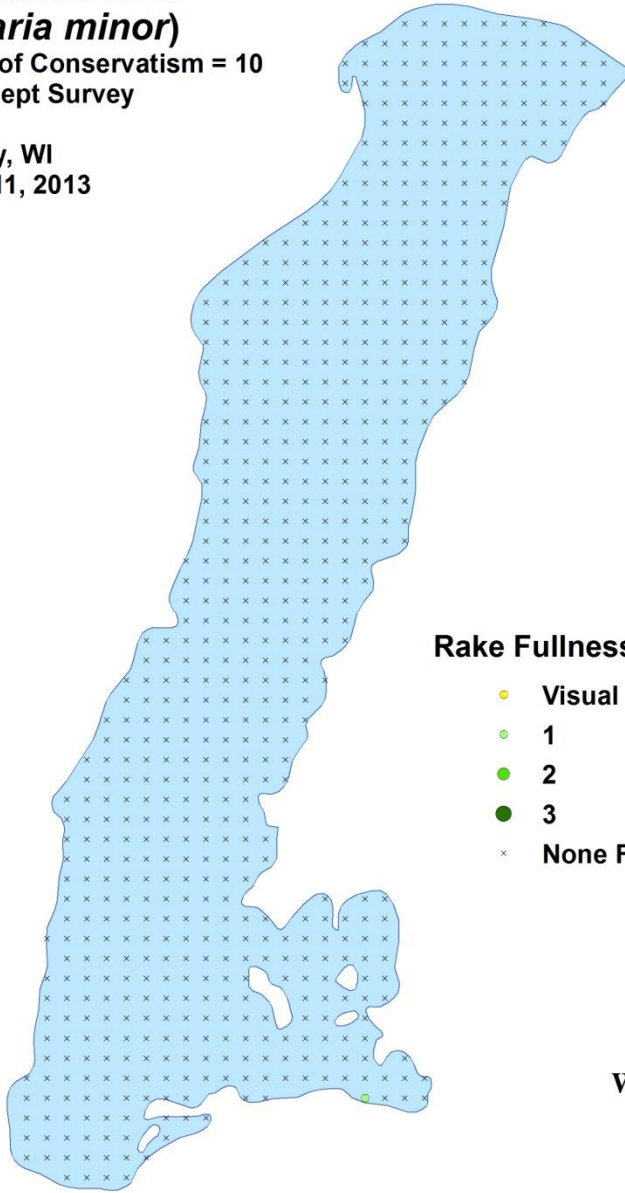 aria minor)
of Conservatism = 10
ept Survey
y, WI
11, 2013
Rake Fullness
Visual
1
2
3
None F